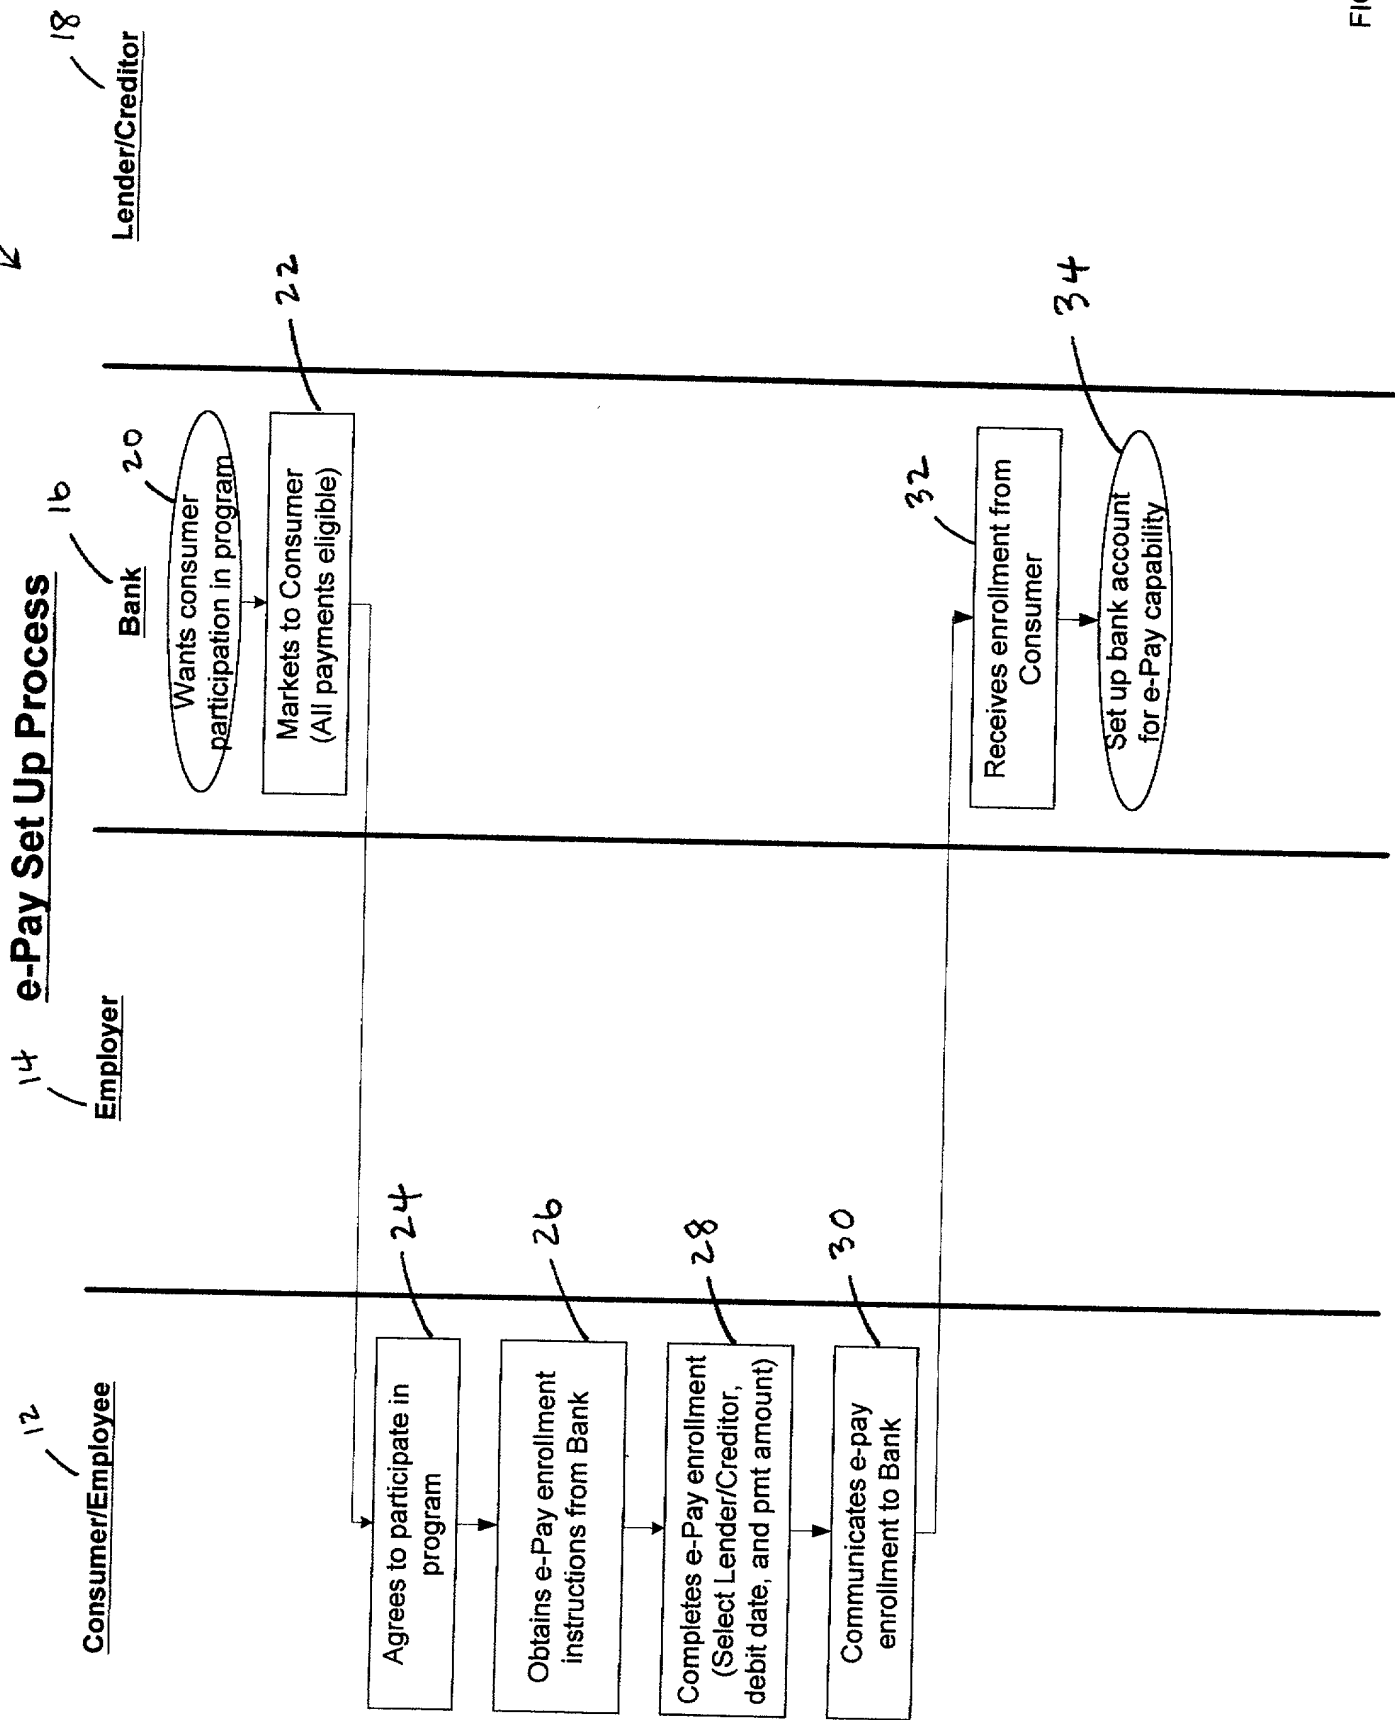 e-Pay Set Up Process
12
Consumer/Employee
14
Employer
16
Bank
18
Lender/Creditor
20
Wants consumer
participation in program
22
Markets to Consumer
(All payments eligible)
24
Agrees to participate in
program
26
Obtains e-Pay enrollment
instructions from Bank
28
Completes e-Pay enrollment
(Select Lender/Creditor,
debit date, and pmt amount)
30
Communicates e-pay
enrollment to Bank
32
Receives enrollment from
Consumer
34
Set up bank account
for e-Pay capability